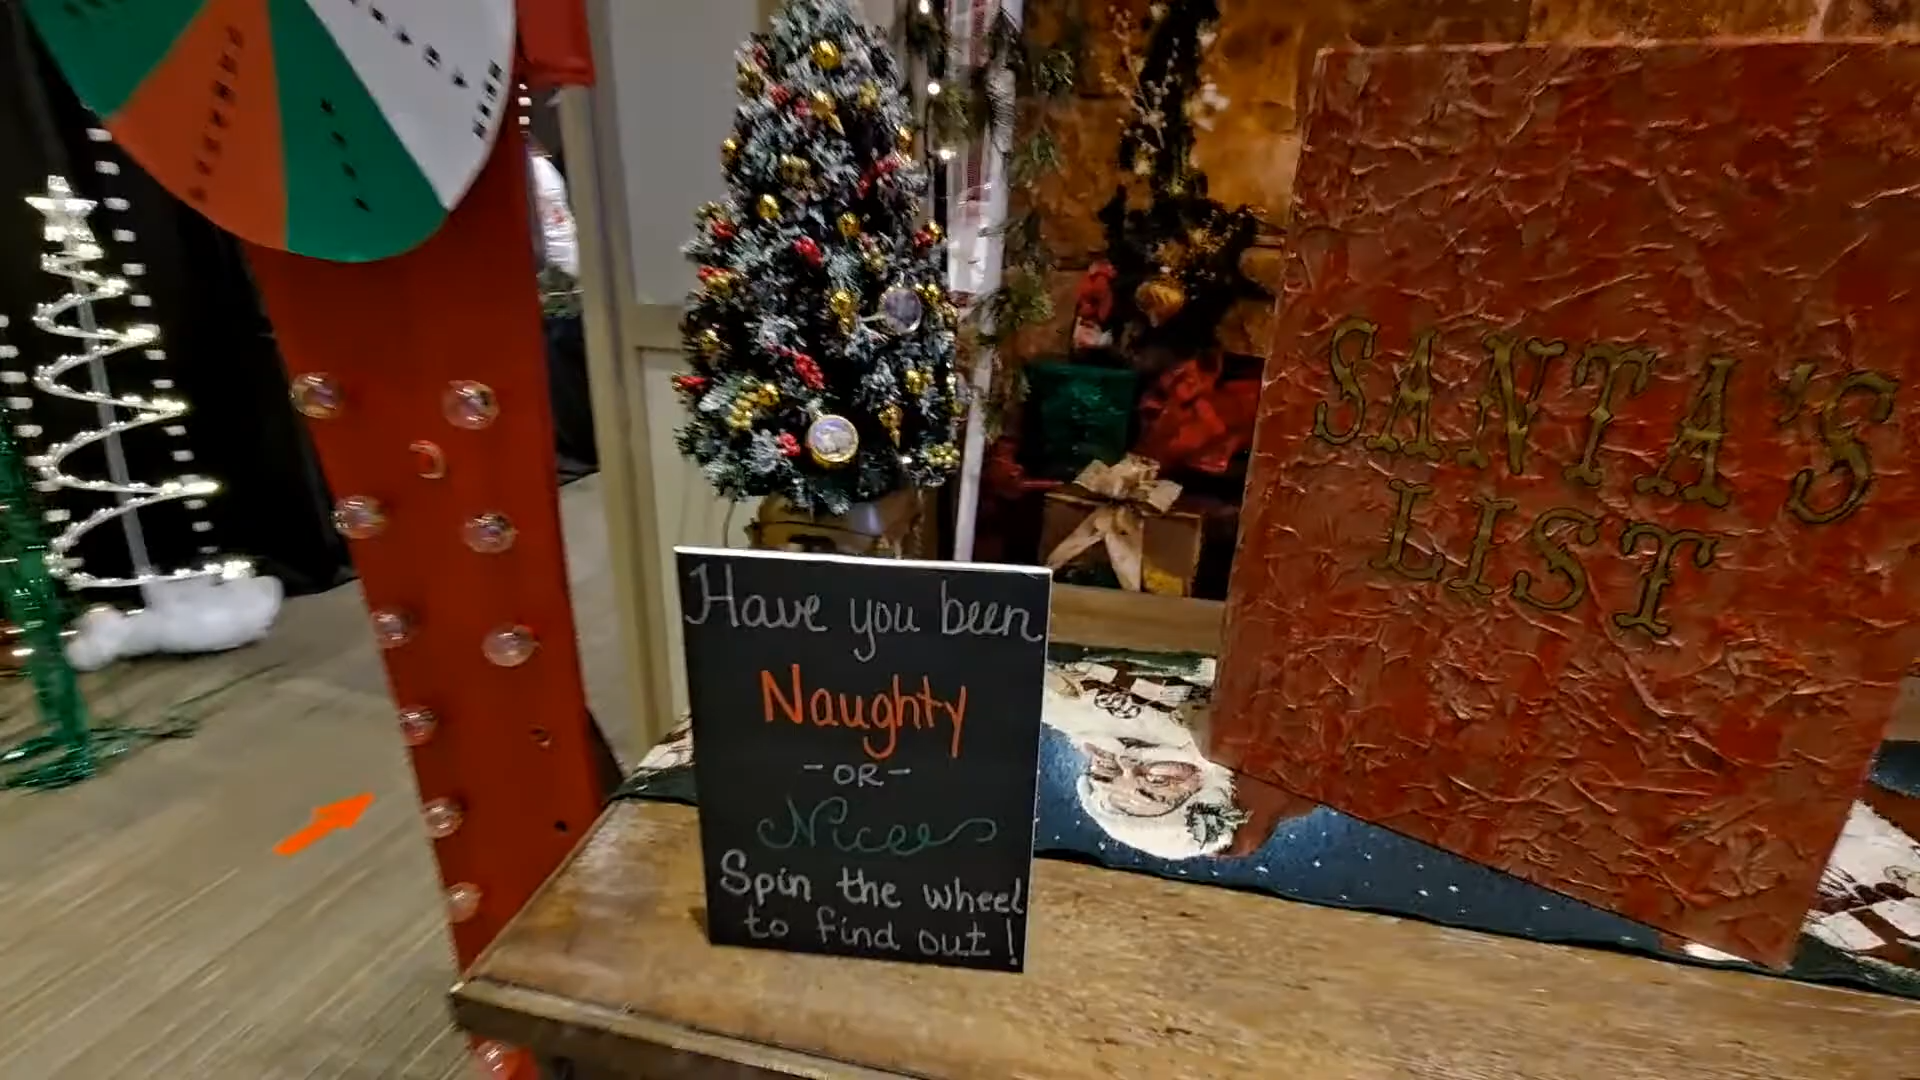 SANTA'S
LIST
Have you been
Naughty
-OR-
Nice
Spin the wheel
to find out!